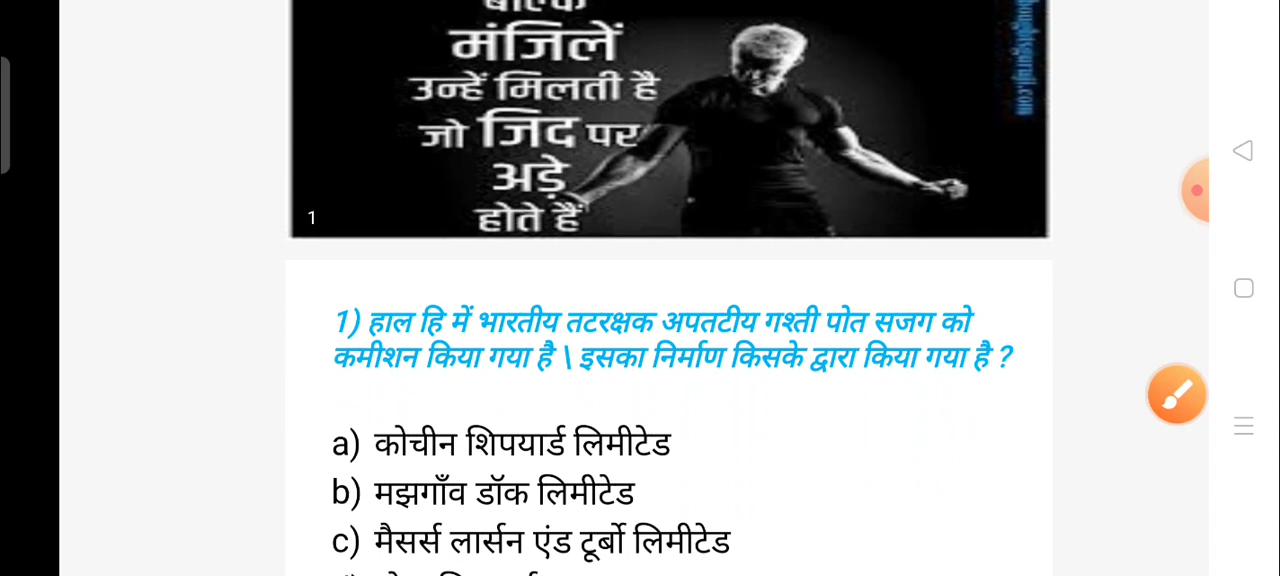 मंजिलें
उन्हें मिलती है
जो जिद पर
अड़े
होते हैं
1
1) हाल हि में भारतीय तटरक्षक अपतटीय गश्ती पोत सजग को
कमीशन किया गया है \ इसका निर्माण किसके द्वारा किया गया है ?
a) कोचीन शिपयार्ड लिमीटेड
b) मझगाँव डॉक लिमीटेड
c) मैसर्स लार्सन एंड टूर्बो लिमीटेड